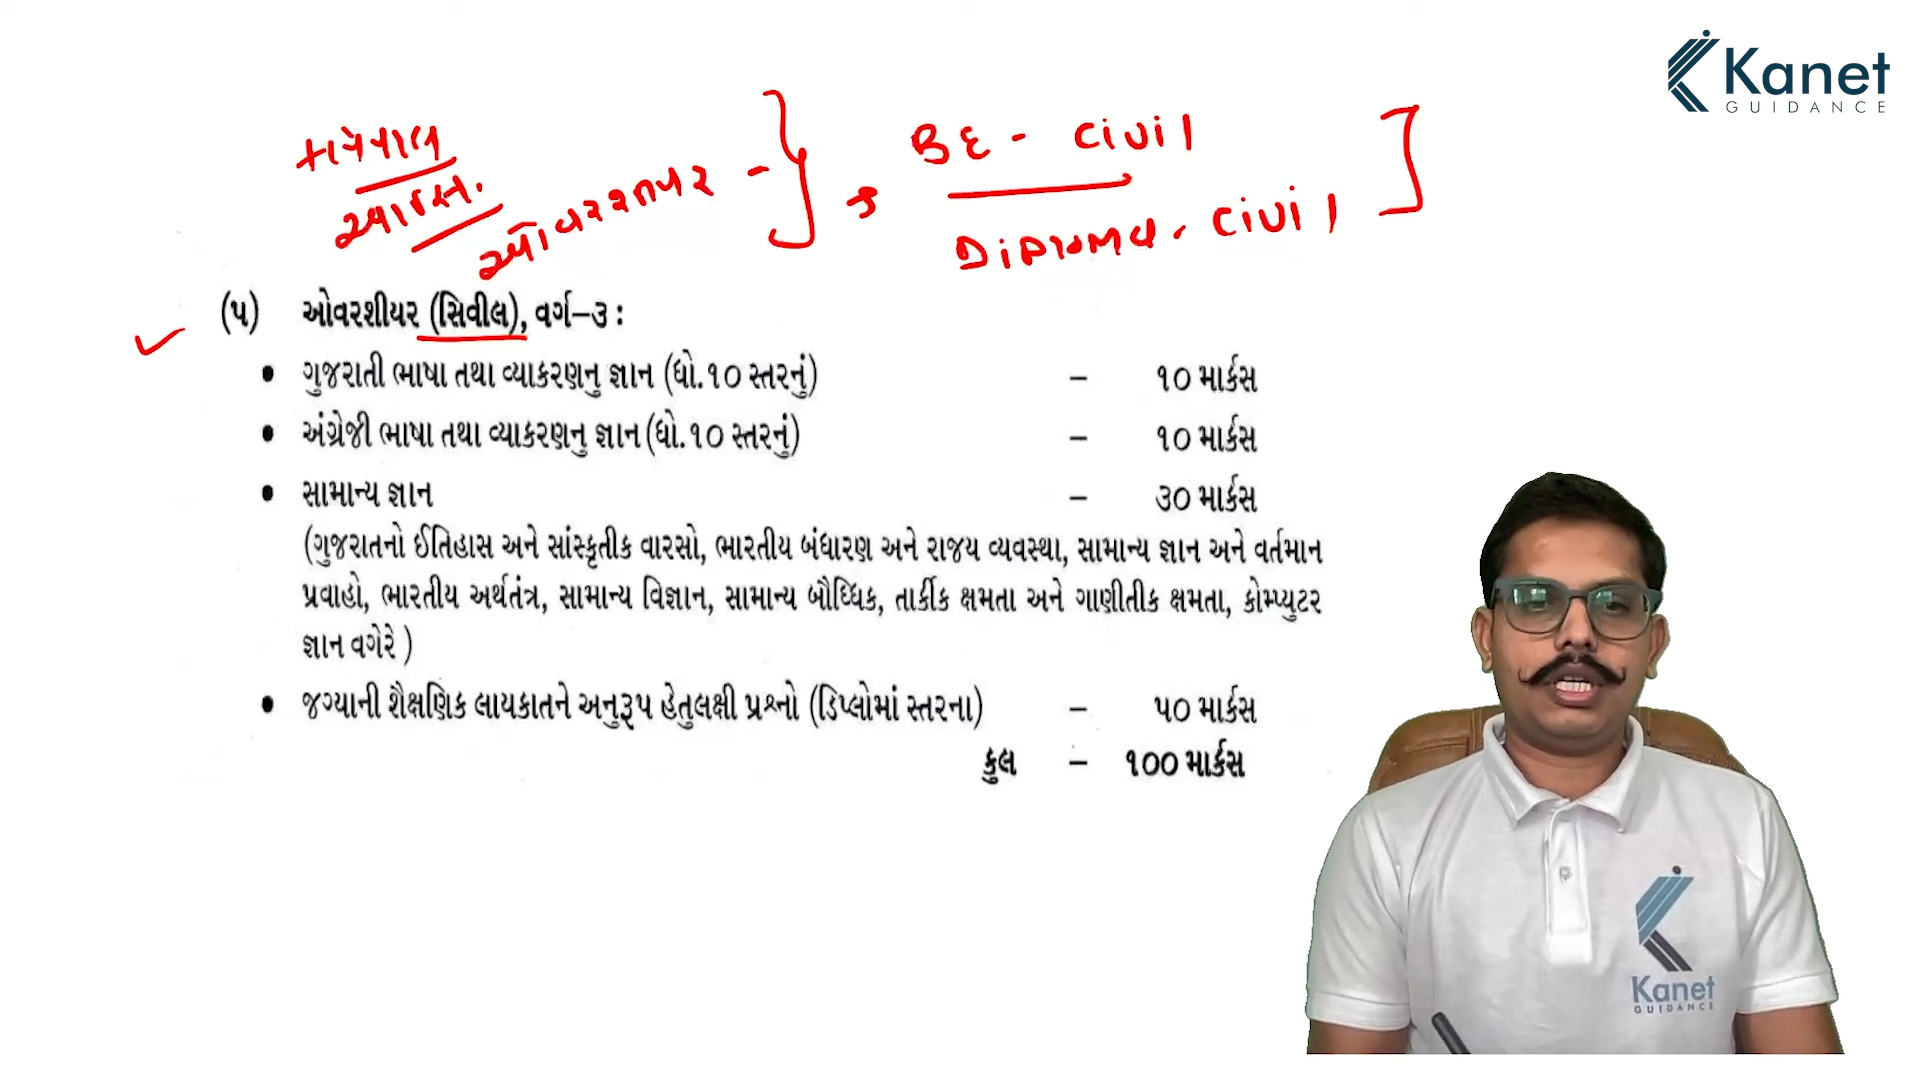 Kanet
GUIDANCE
BE - Civil
ઓવરશીયર -
Diploma - Civil
(૫) ઓવરશીયર (સિવીલ), વર્ગ–૩ :
• ગુજરાતી ભાષા તથા વ્યાકરણનુ જ્ઞાન (ધો.૧૦ સ્તરનું) – ૧૦ માર્કસ
• અંગ્રેજી ભાષા તથા વ્યાકરણનુ જ્ઞાન(ધો.૧૦ સ્તરનું) – ૧૦ માર્કસ
• સામાન્ય જ્ઞાન – ૩૦ માર્કસ
(ગુજરાતનો ઈતિહાસ અને સાંસ્કૃતીક વારસો, ભારતીય બંધારણ અને રાજય વ્યવસ્થા, સામાન્ય જ્ઞાન અને વર્તમાન
પ્રવાહો, ભારતીય અર્થતંત્ર, સામાન્ય વિજ્ઞાન, સામાન્ય બૌધ્ધિક, તાર્કીક ક્ષમતા અને ગાણીતીક ક્ષમતા, કોમ્પ્યુટર
જ્ઞાન વગેરે )
• જગ્યાની શૈક્ષણિક લાયકાતને અનુરૂપ હેતુલક્ષી પ્રશ્નો (ડિપ્લોમાં સ્તરના) – ૫૦ માર્કસ
કુલ – ૧૦૦ માર્કસ
Kanet
GUIDANCE